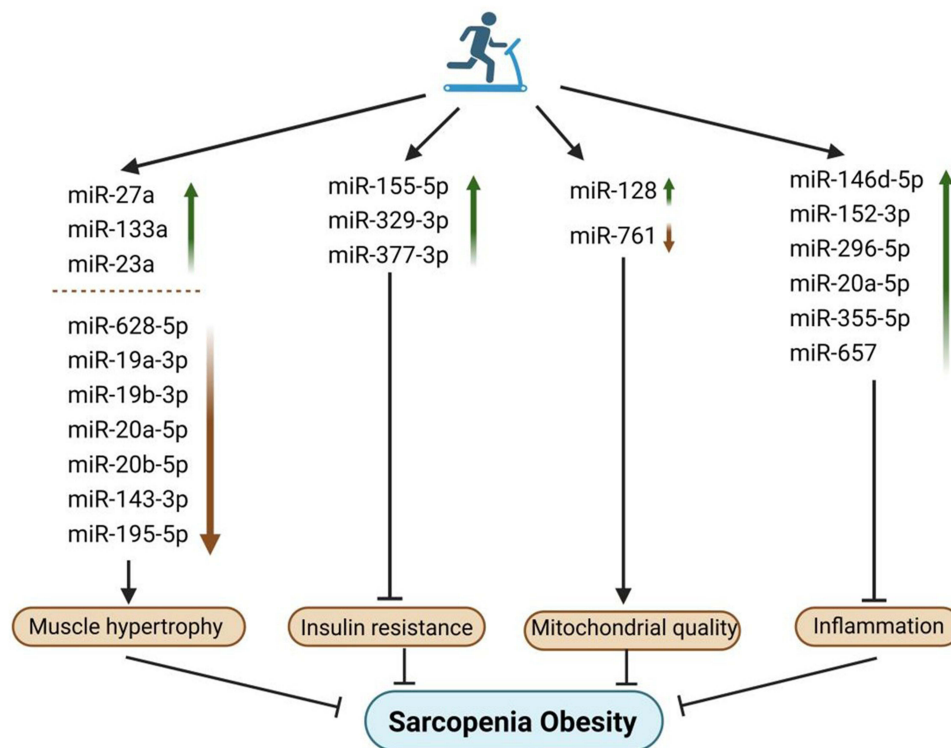 miR-27a
miR-133a
miR-23a
miR-628-5p
miR-19a-3p
miR-19b-3p
miR-20a-5p
miR-20b-5p
miR-143-3p
miR-195-5p
miR-155-5p
miR-329-3p
miR-377-3p
miR-128
miR-761
miR-146d-5p
miR-152-3p
miR-296-5p
miR-20a-5p
miR-355-5p
miR-657
Muscle hypertrophy
Insulin resistance
Mitochondrial quality
Inflammation
Sarcopenia Obesity